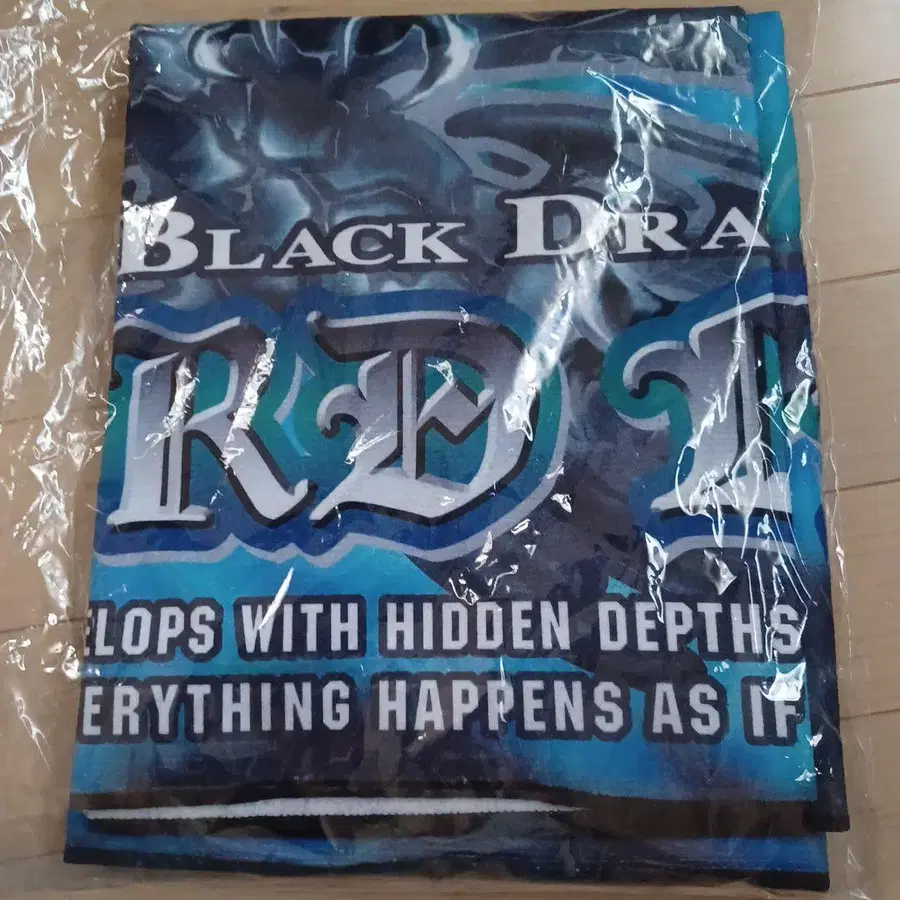 BLACK DRA
RD
ELOPS WITH HIDDEN DEPTHS
ERYTHING HAPPENS AS IF